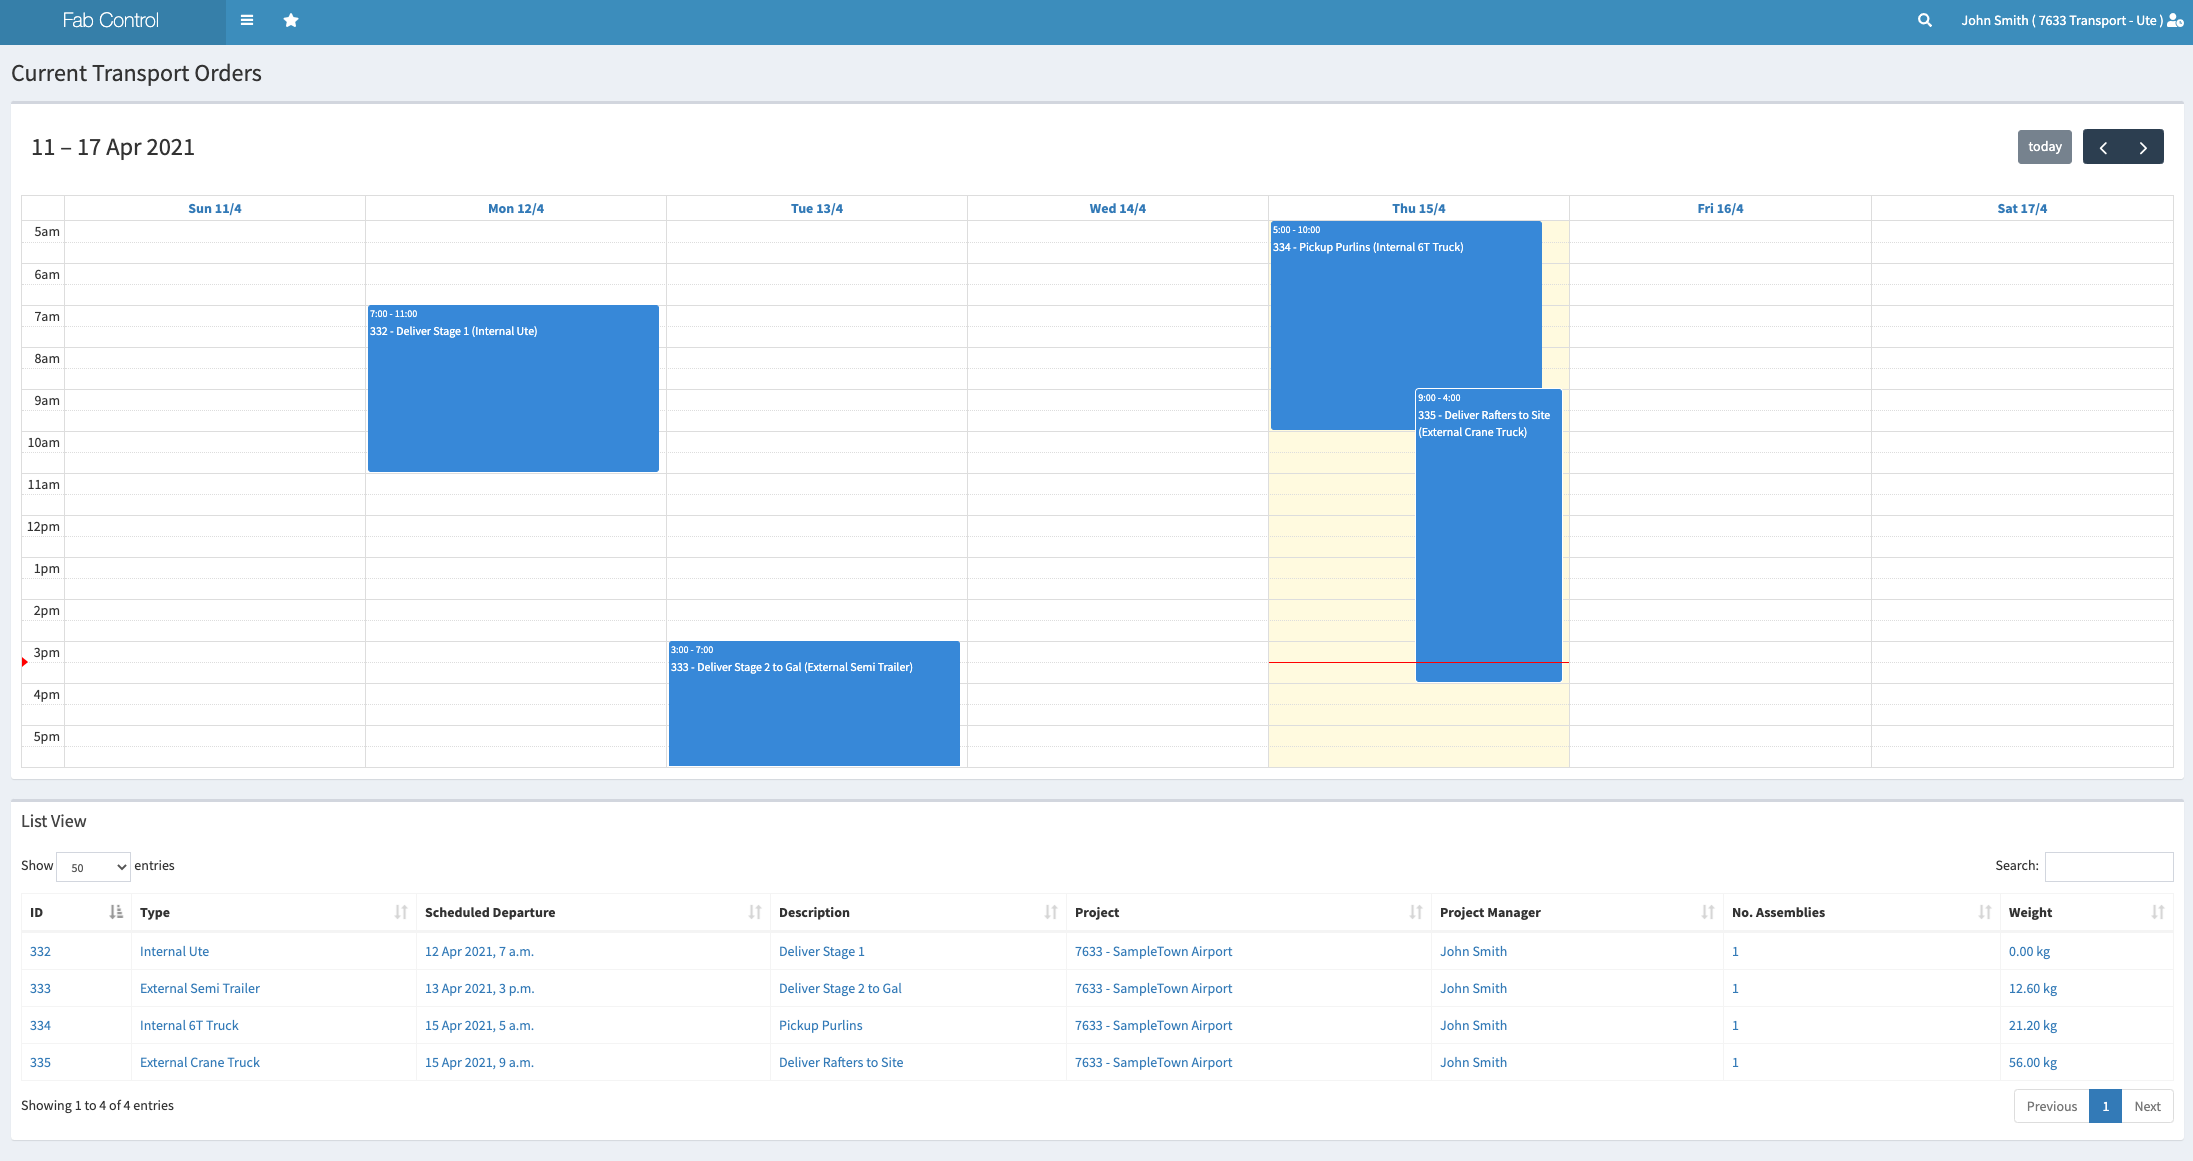 Fab Control
John Smith ( 7633 Transport - Ute )
Current Transport Orders
11 – 17 Apr 2021
today
Sun 11/4 Mon 12/4 Tue 13/4 Wed 14/4 Thu 15/4 Fri 16/4 Sat 17/4
5am
6am
7am
8am
9am
10am
11am
12pm
1pm
2pm
3pm
4pm
5pm
7:00 - 11:00
332 - Deliver Stage 1 (Internal Ute)
3:00 - 7:00
333 - Deliver Stage 2 to Gal (External Semi Trailer)
5:00 - 10:00
334 - Pickup Purlins (Internal 6T Truck)
9:00 - 4:00
335 - Deliver Rafters to Site
(External Crane Truck)
List View
Show 50 entries
Search:
ID Type Scheduled Departure Description Project Project Manager No. Assemblies Weight
332 Internal Ute 12 Apr 2021, 7 a.m. Deliver Stage 1 7633 - SampleTown Airport John Smith 1 0.00 kg
333 External Semi Trailer 13 Apr 2021, 3 p.m. Deliver Stage 2 to Gal 7633 - SampleTown Airport John Smith 1 12.60 kg
334 Internal 6T Truck 15 Apr 2021, 5 a.m. Pickup Purlins 7633 - SampleTown Airport John Smith 1 21.20 kg
335 External Crane Truck 15 Apr 2021, 9 a.m. Deliver Rafters to Site 7633 - SampleTown Airport John Smith 1 56.00 kg
Showing 1 to 4 of 4 entries
Previous 1 Next